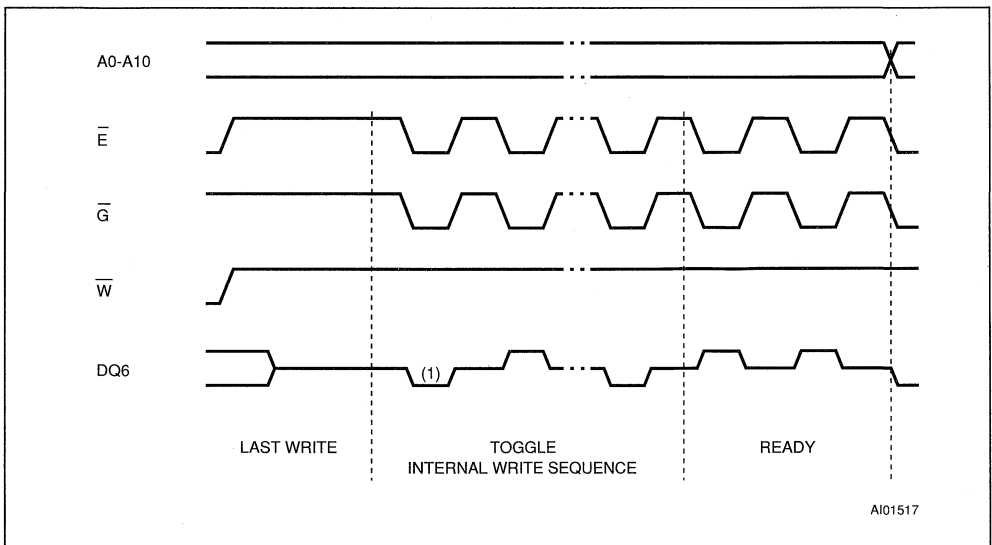 A0-A10
E̅
G̅
W̅
DQ6
(1)
LAST WRITE
TOGGLE
INTERNAL WRITE SEQUENCE
READY
AI01517